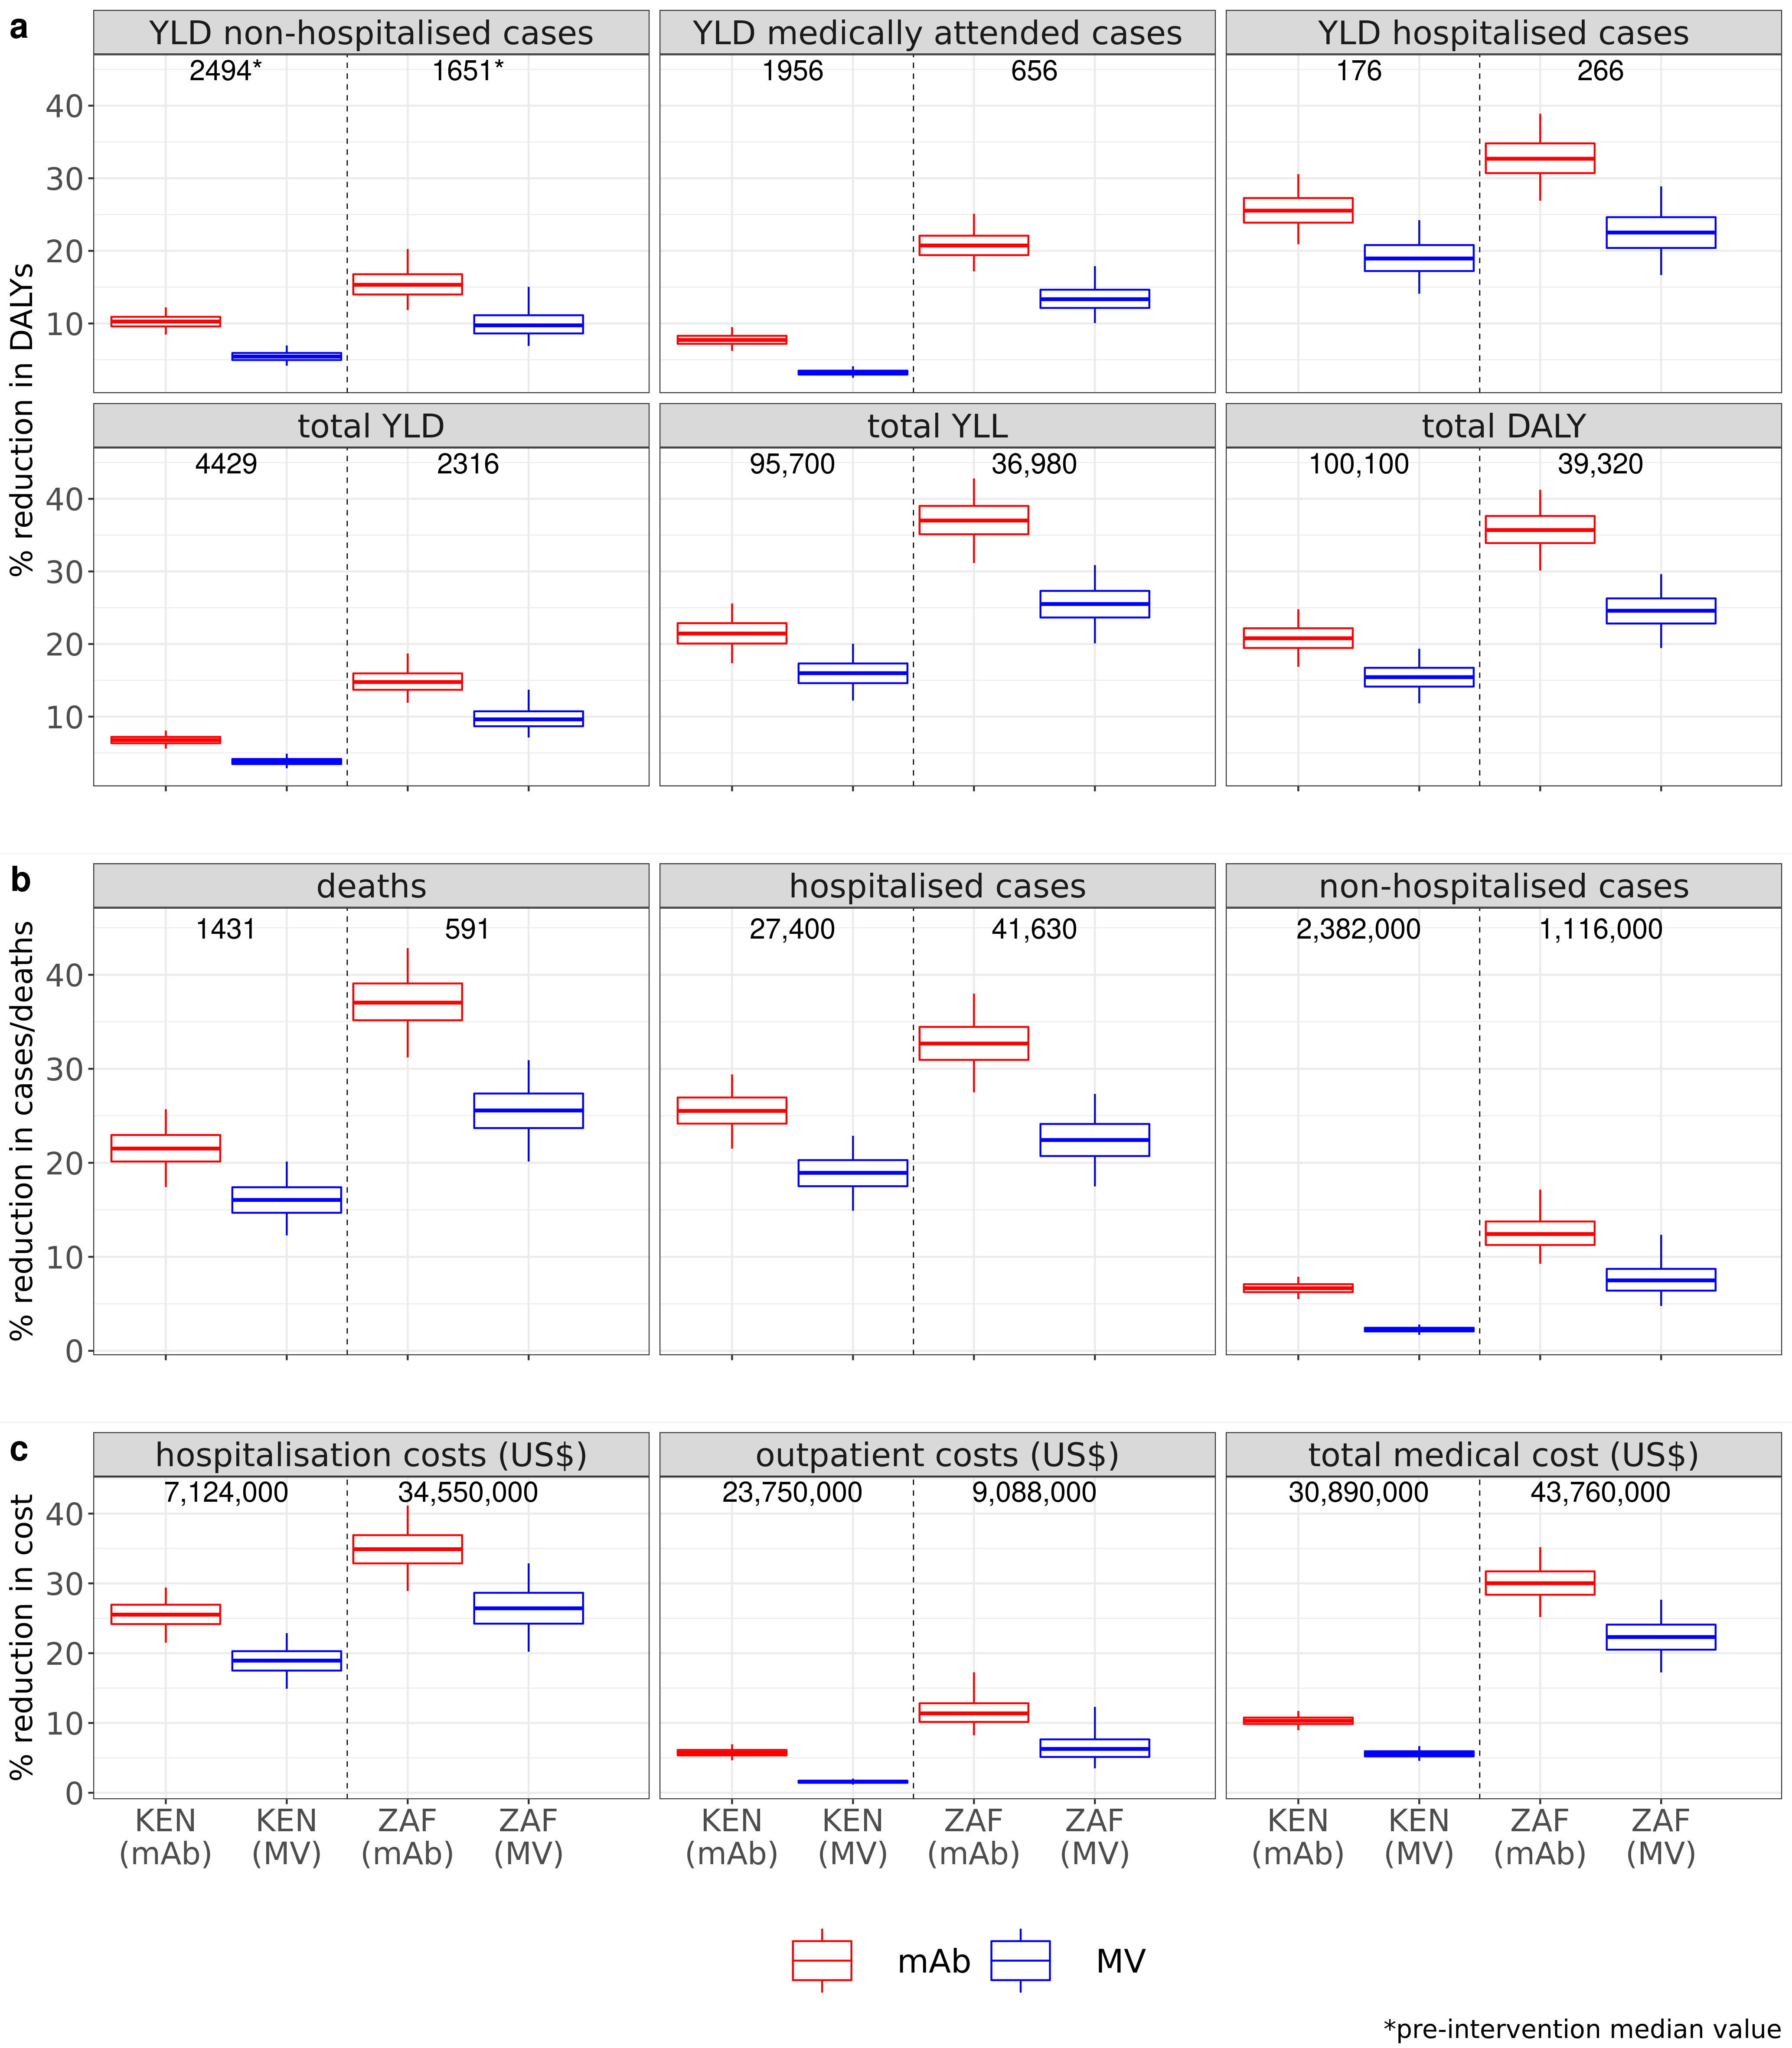 a
YLD non-hospitalised cases
YLD medically attended cases
YLD hospitalised cases
2494* 1651*
1956 656
176 266
40
30
20
10
% reduction in DALYs
total YLD
total YLL
total DALY
4429 2316
95,700 36,980
100,100 39,320
40
30
20
10
b
deaths
hospitalised cases
non-hospitalised cases
1431 591
27,400 41,630
2,382,000 1,116,000
% reduction in cases/deaths
40
30
20
10
0
c
hospitalisation costs (US$)
outpatient costs (US$)
total medical cost (US$)
7,124,000 34,550,000
23,750,000 9,088,000
30,890,000 43,760,000
% reduction in cost
40
30
20
10
0
KEN (mAb)
KEN (MV)
ZAF (mAb)
ZAF (MV)
KEN (mAb)
KEN (MV)
ZAF (mAb)
ZAF (MV)
KEN (mAb)
KEN (MV)
ZAF (mAb)
ZAF (MV)
mAb MV
*pre-intervention median value